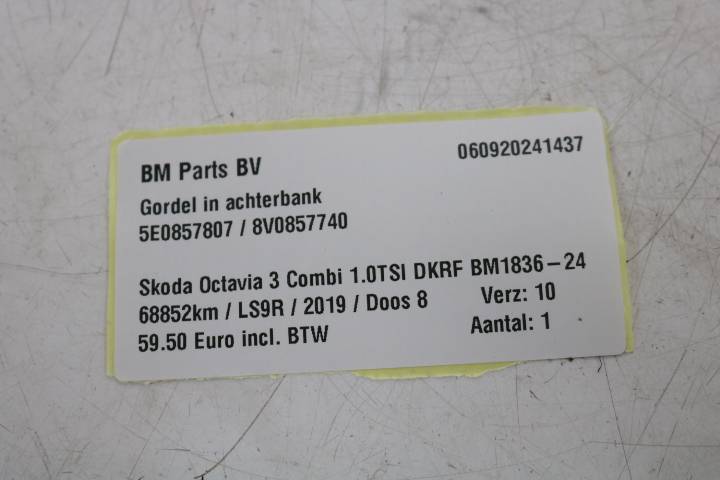 BM Parts BV 060920241437
Gordel in achterbank
5E0857807 / 8V0857740
Skoda Octavia 3 Combi 1.0TSI DKRF BM1836-24
68852km / LS9R / 2019 / Doos 8 Verz: 10
59.50 Euro incl. BTW Aantal: 1